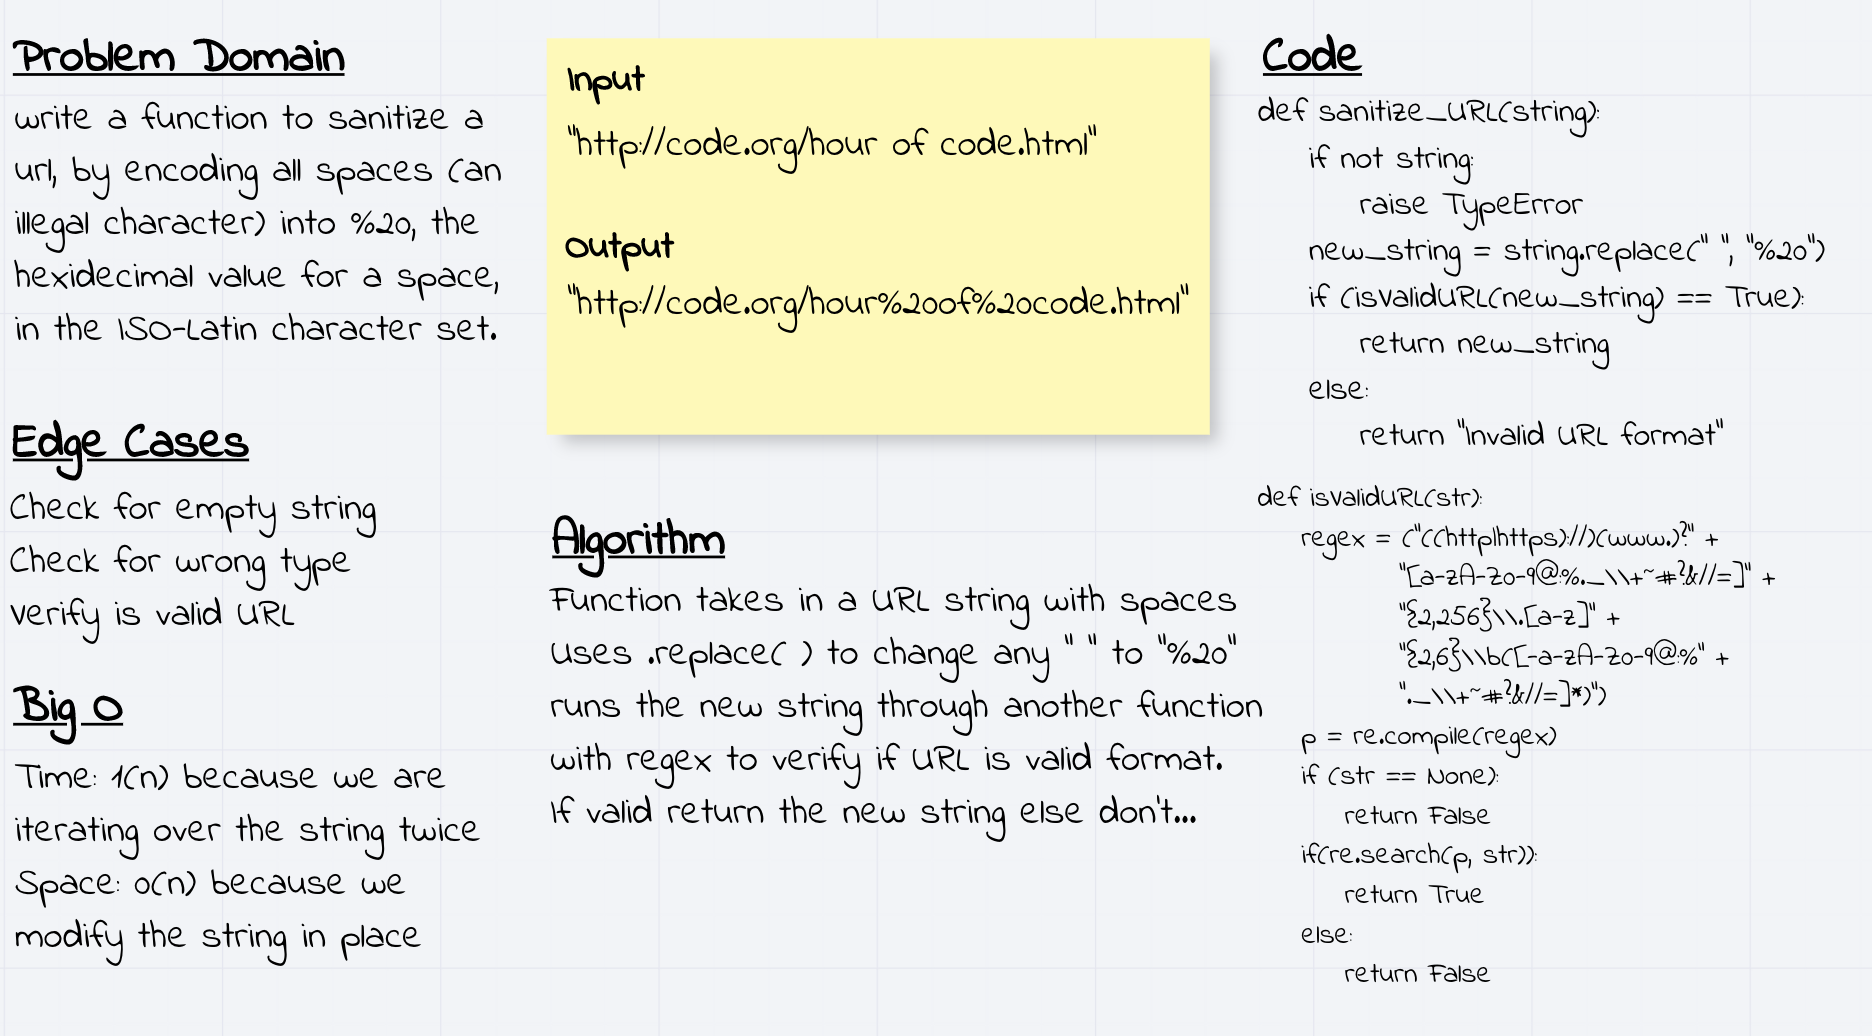 Problem Domain
write a function to sanitize a
url, by encoding all spaces (an
illegal character) into %20, the
hexidecimal value for a space,
in the ISO-Latin character set.
Edge Cases
Check for empty string
Check for wrong type
verify is valid URL
Big O
Time: 1(n) because we are
iterating over the string twice
Space: O(n) because we
modify the string in place
Input
"http://code.org/hour of code.html"
Output
"http://code.org/hour%20of%20code.html"
Algorithm
Function takes in a URL string with spaces
Uses .replace( ) to change any " " to "%20"
runs the new string through another function
with regex to verify if URL is valid format.
If valid return the new string else don't...
Code
def sanitize_URL(string):
if not string:
raise TypeError
new_string = string.replace(" ", "%20")
if (isValidURL(new_string) == True):
return new_string
else:
return "Invalid URL format"
def isValidURL(str):
regex = ("((http|https)://)(www.)?" +
"[a-zA-Z0-9@:%._\\+~#?&//=]" +
"{2,256}\\.[a-z]" +
"{2,6}\\b([-a-zA-Z0-9@:%" +
"._\\+~#?&//=]*)")
p = re.compile(regex)
if (str == None):
return False
if(re.search(p, str)):
return True
else:
return False